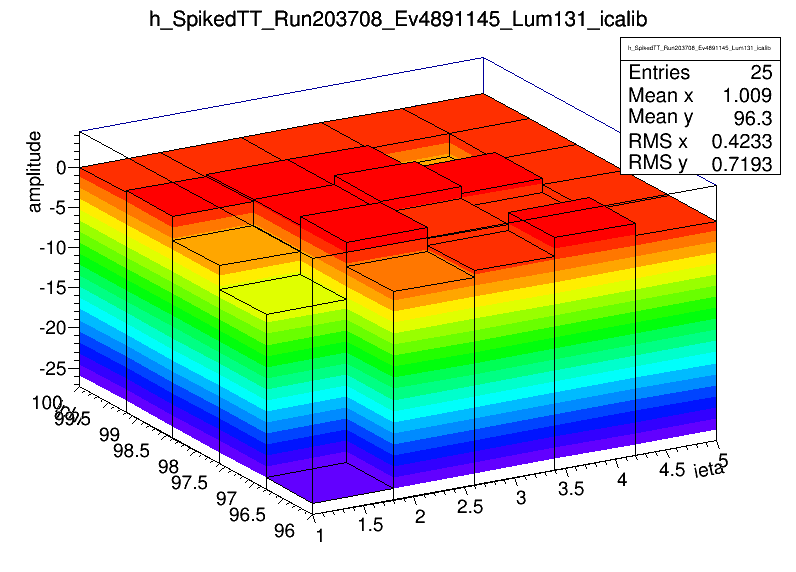 h_SpikedTT_Run203708_Ev4891145_Lum131_icalib
h_SpikedTT_Run203708_Ev4891145_Lum131_icalib
Entries 25
Mean x 1.009
Mean y 96.3
RMS x 0.4233
RMS y 0.7193
amplitude
0
-5
-10
-15
-20
-25
100
99.5
99
98.5
98
97.5
97
96.5
96
1
1.5
2
2.5
3
3.5
4
4.5
5
ieta